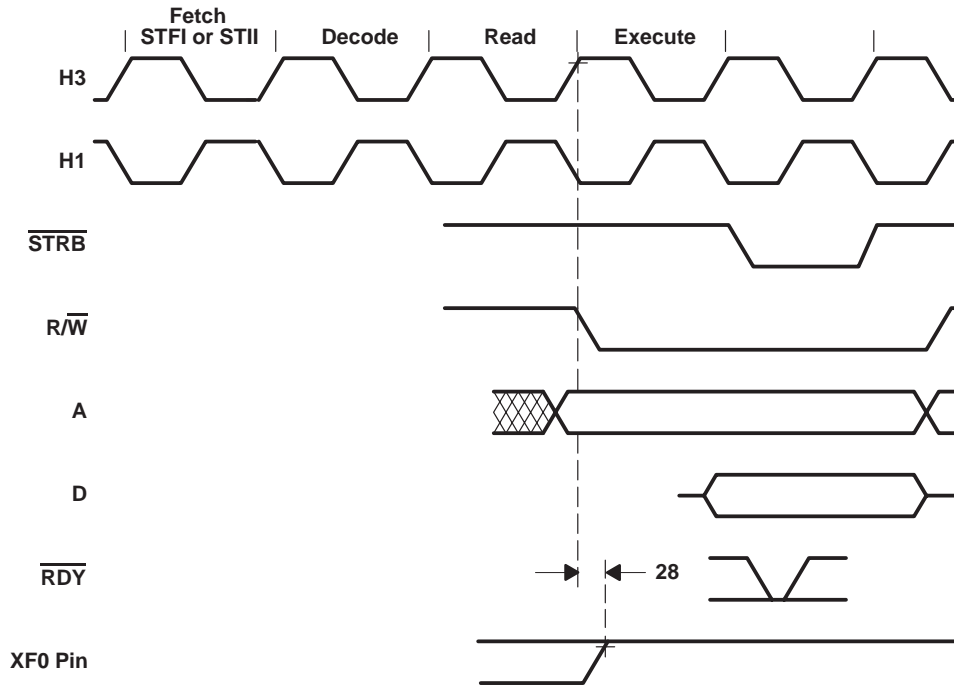 Fetch
STFI or STII
Decode
Read
Execute
H3
H1
STRB
R/W
A
D
RDY
28
XF0 Pin